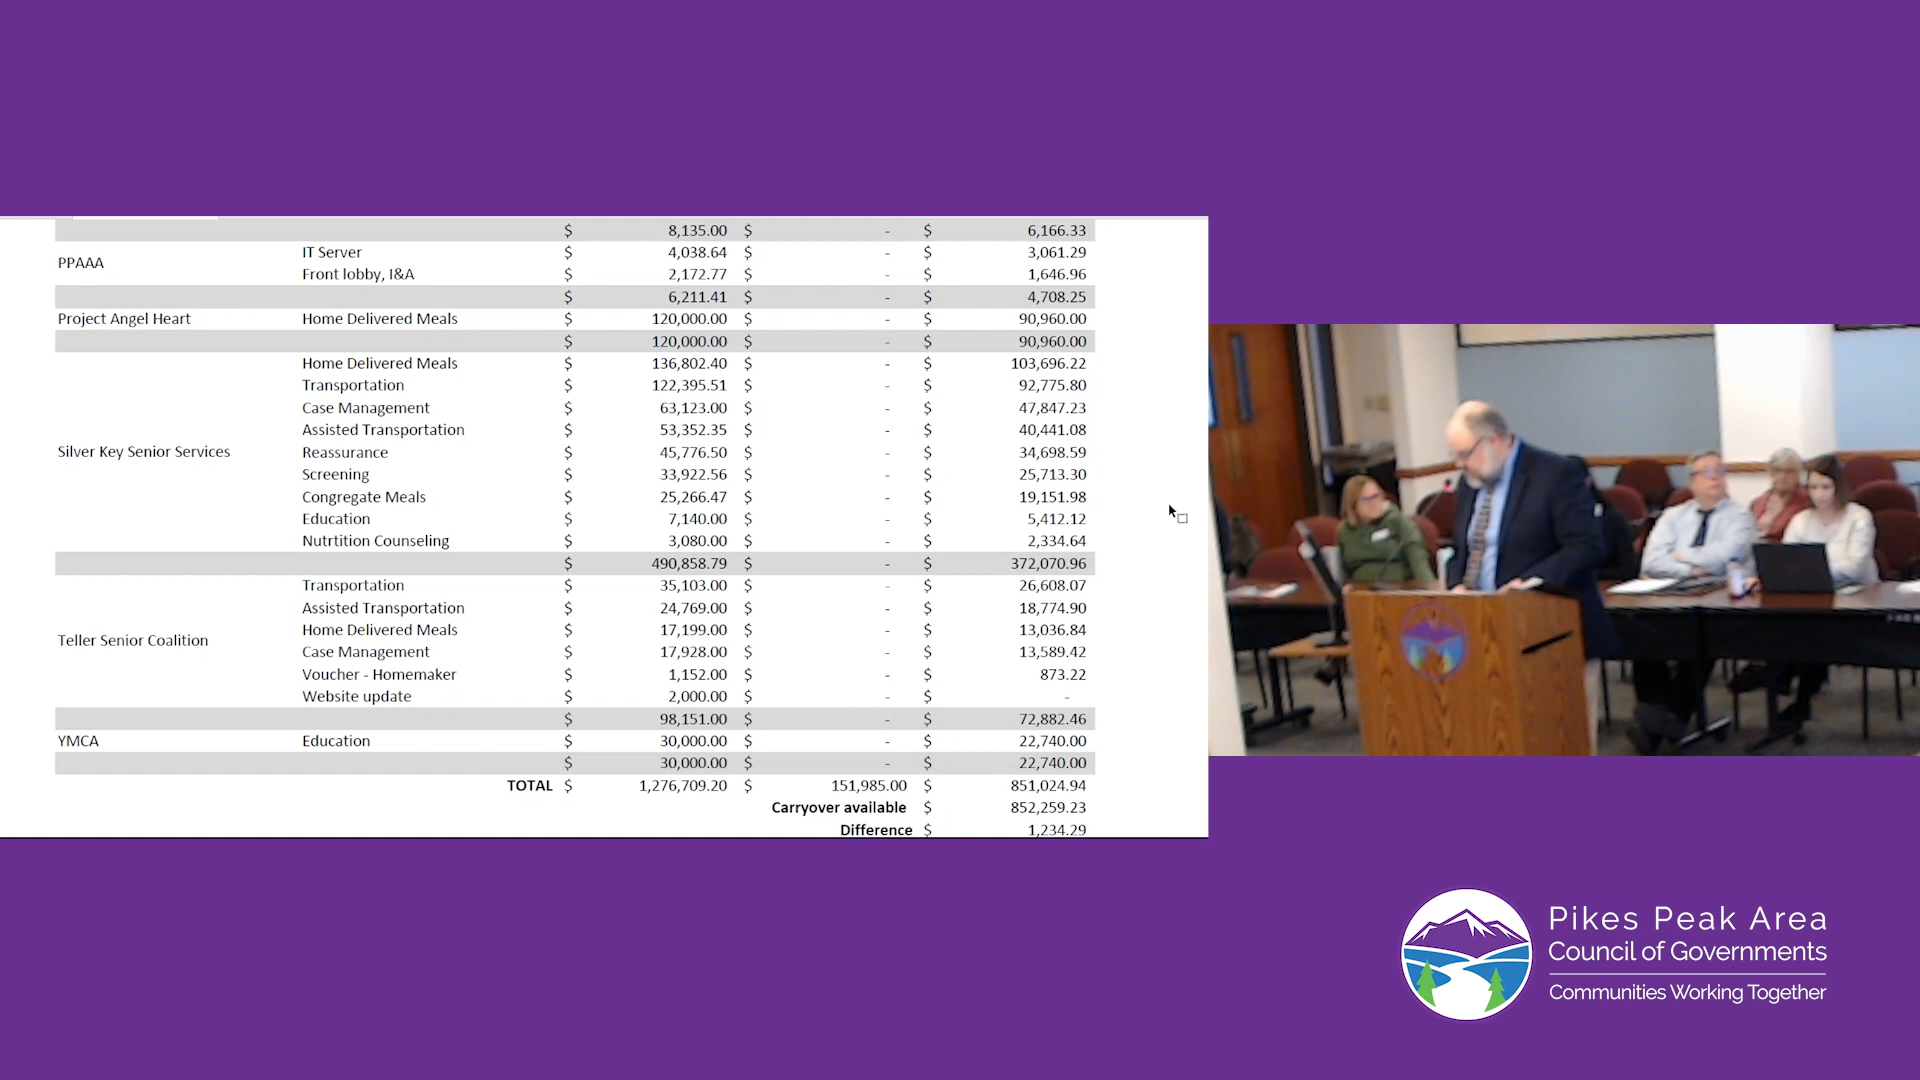 $ 8,135.00 $ - $ 6,166.33
PPAAA
IT Server $ 4,038.64 $ - $ 3,061.29
Front lobby, I&A $ 2,172.77 $ - $ 1,646.96
$ 6,211.41 $ - $ 4,708.25
Project Angel Heart Home Delivered Meals $ 120,000.00 $ - $ 90,960.00
$ 120,000.00 $ - $ 90,960.00
Home Delivered Meals $ 136,802.40 $ - $ 103,696.22
Transportation $ 122,395.51 $ - $ 92,775.80
Case Management $ 63,123.00 $ - $ 47,847.23
Assisted Transportation $ 53,352.35 $ - $ 40,441.08
Silver Key Senior Services Reassurance $ 45,776.50 $ - $ 34,698.59
Screening $ 33,922.56 $ - $ 25,713.30
Congregate Meals $ 25,266.47 $ - $ 19,151.98
Education $ 7,140.00 $ - $ 5,412.12
Nutrtition Counseling $ 3,080.00 $ - $ 2,334.64
$ 490,858.79 $ - $ 372,070.96
Transportation $ 35,103.00 $ - $ 26,608.07
Assisted Transportation $ 24,769.00 $ - $ 18,774.90
Home Delivered Meals $ 17,199.00 $ - $ 13,036.84
Teller Senior Coalition
Case Management $ 17,928.00 $ - $ 13,589.42
Voucher - Homemaker $ 1,152.00 $ - $ 873.22
Website update $ 2,000.00 $ - $ -
$ 98,151.00 $ - $ 72,882.46
YMCA Education $ 30,000.00 $ - $ 22,740.00
$ 30,000.00 $ - $ 22,740.00
TOTAL $ 1,276,709.20 $ 151,985.00 $ 851,024.94
Carryover available $ 852,259.23
Difference $ 1,234.29
Pikes Peak Area
Council of Governments
Communities Working Together